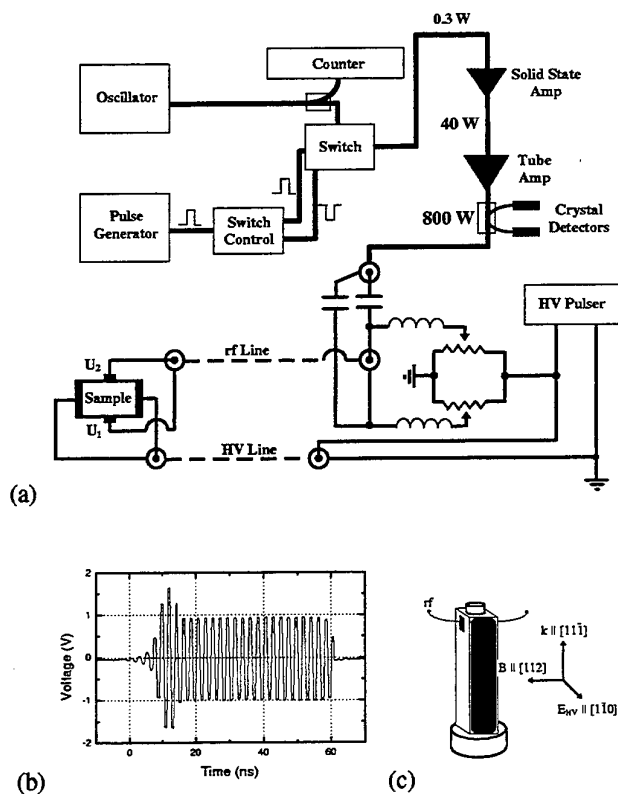 0.3 W
Counter
Oscillator
Solid State
Amp
40 W
Switch
Tube
Amp
Pulse
Generator
Switch
Control
800 W
Crystal
Detectors
HV Pulser
U₂
rf Line
Sample
U₁
HV Line
(a)
Voltage (V)
2
1
0
-1
-2
0
20
40
60
Time (ns)
(b)
rf
k || [111̄]
B || [112]
E_HV || [11̄0]
(c)